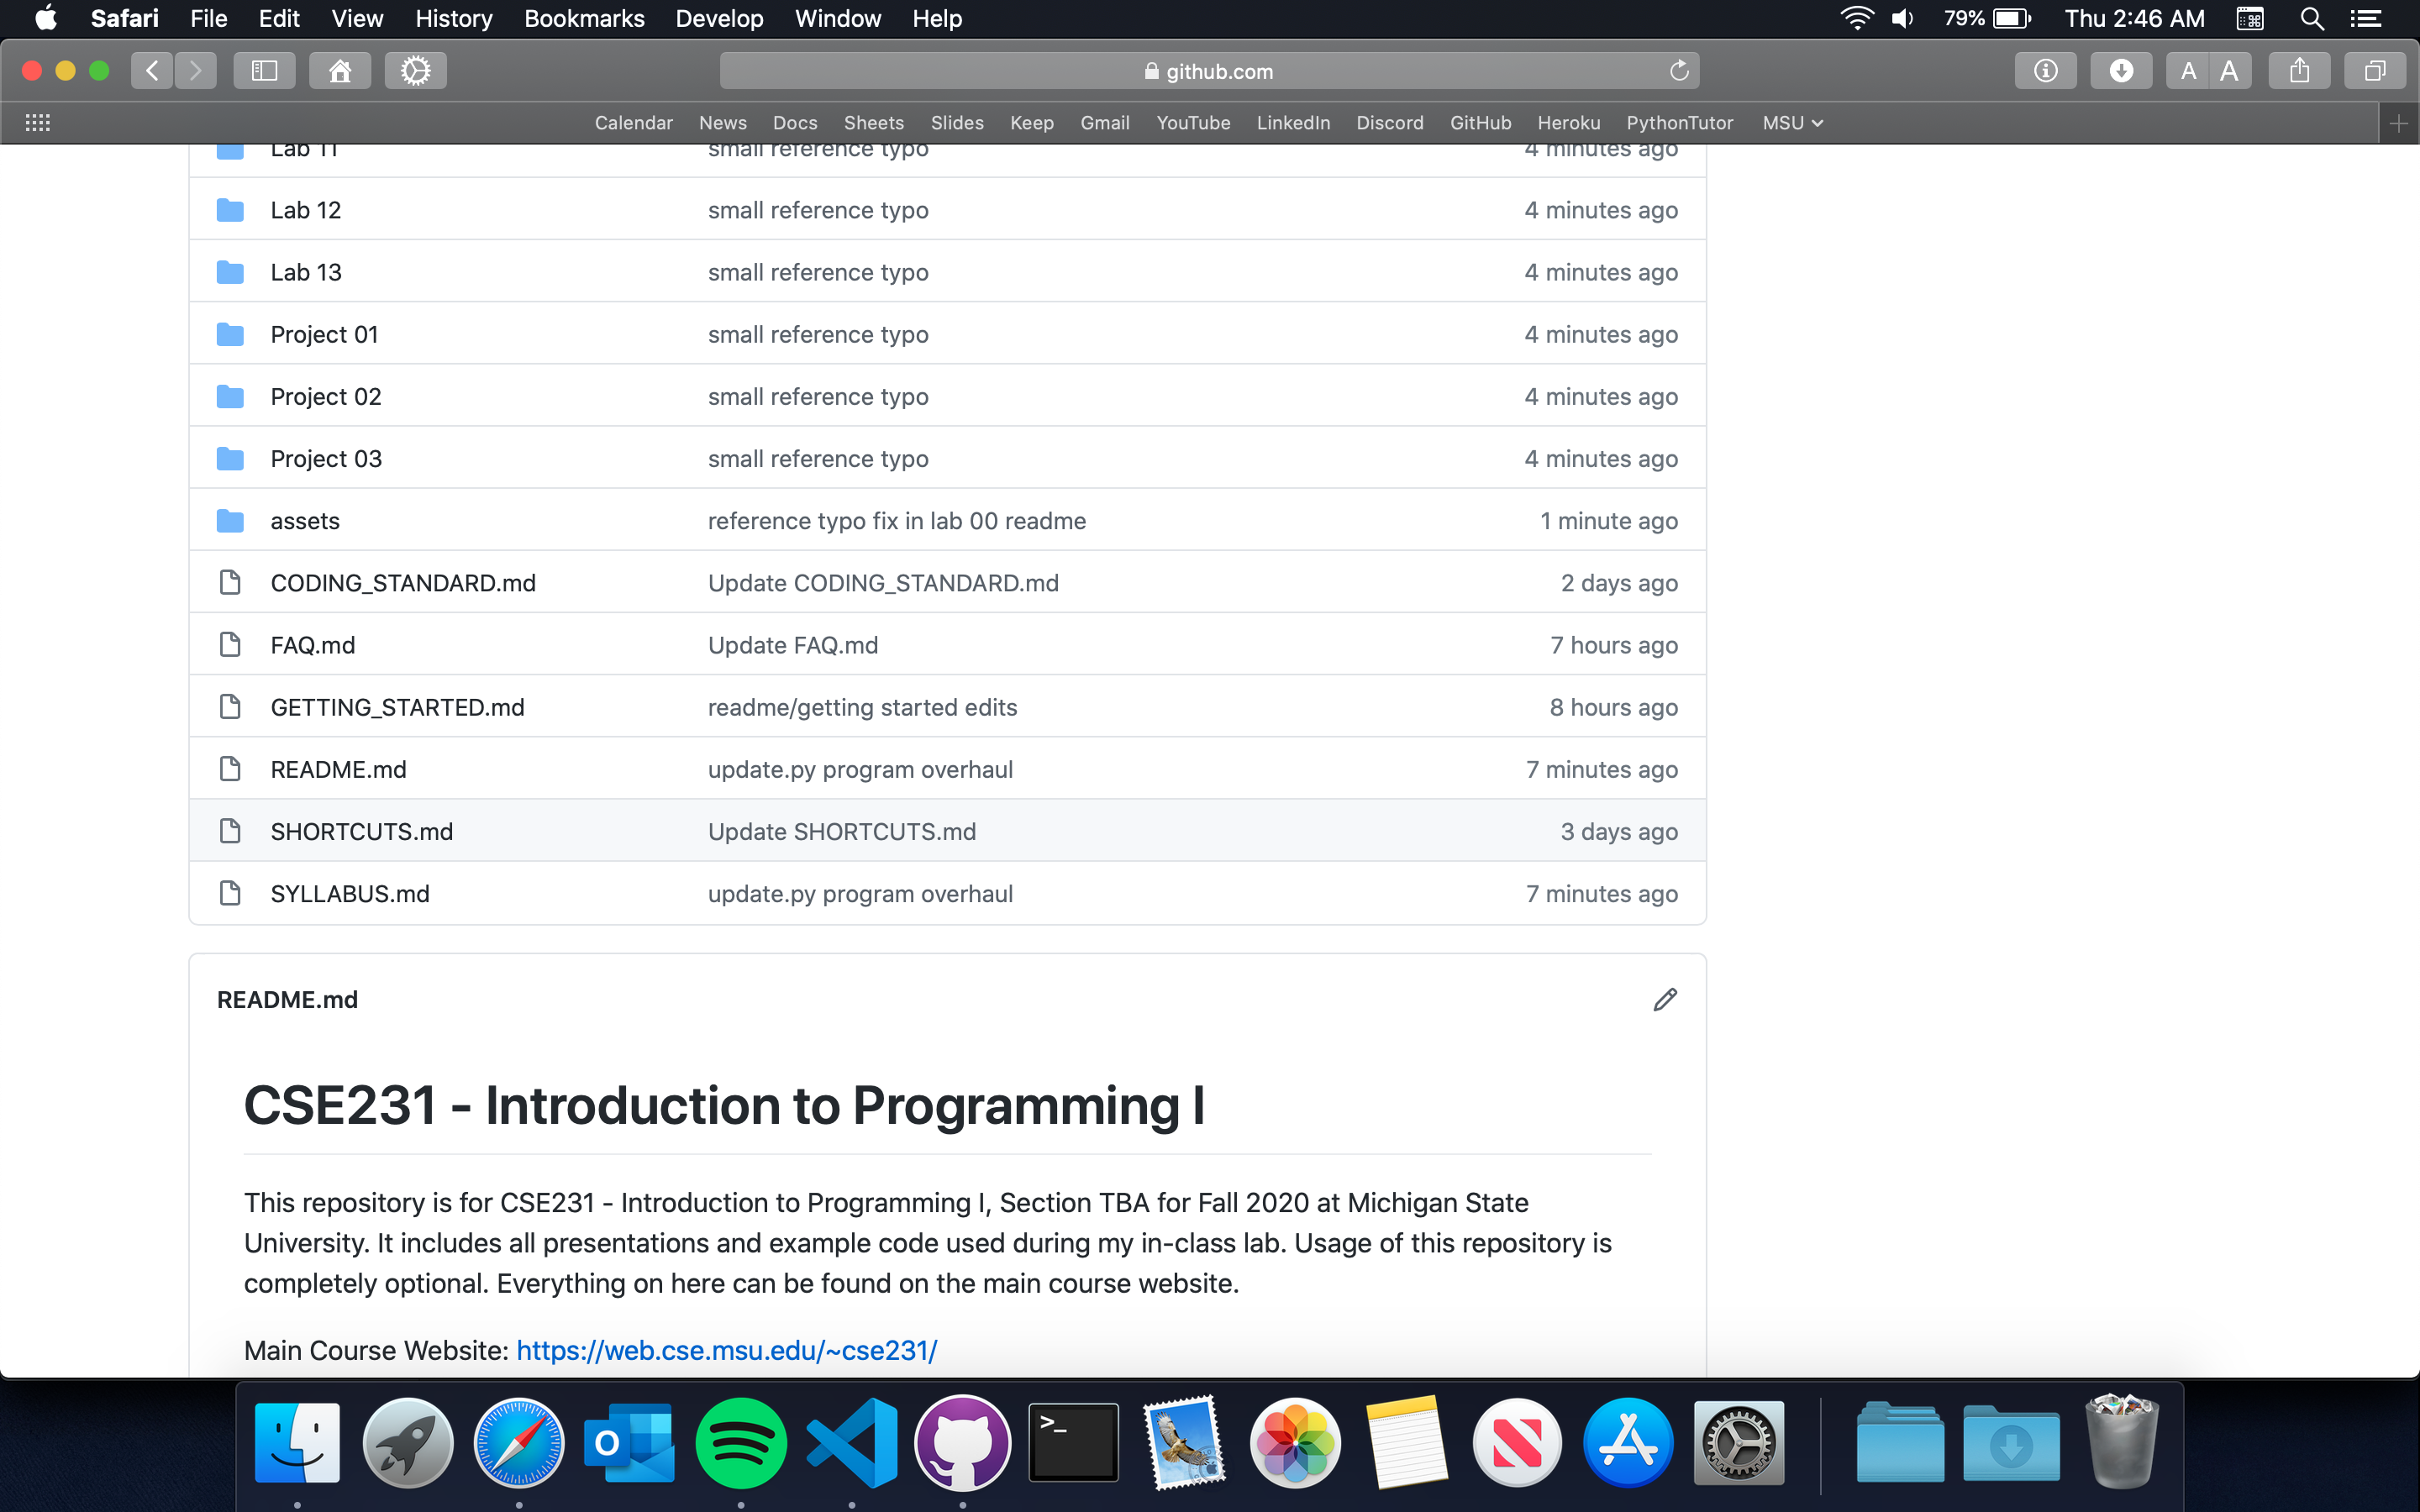 Safari File Edit View History Bookmarks Develop Window Help 79% Thu 2:46 AM
github.com A A
Calendar News Docs Sheets Slides Keep Gmail YouTube LinkedIn Discord GitHub Heroku PythonTutor MSU
Lab 11 small reference typo 4 minutes ago
Lab 12 small reference typo 4 minutes ago
Lab 13 small reference typo 4 minutes ago
Project 01 small reference typo 4 minutes ago
Project 02 small reference typo 4 minutes ago
Project 03 small reference typo 4 minutes ago
assets reference typo fix in lab 00 readme 1 minute ago
CODING_STANDARD.md Update CODING_STANDARD.md 2 days ago
FAQ.md Update FAQ.md 7 hours ago
GETTING_STARTED.md readme/getting started edits 8 hours ago
README.md update.py program overhaul 7 minutes ago
SHORTCUTS.md Update SHORTCUTS.md 3 days ago
SYLLABUS.md update.py program overhaul 7 minutes ago
README.md
CSE231 - Introduction to Programming I
This repository is for CSE231 - Introduction to Programming I, Section TBA for Fall 2020 at Michigan State
University. It includes all presentations and example code used during my in-class lab. Usage of this repository is
completely optional. Everything on here can be found on the main course website.
Main Course Website: https://web.cse.msu.edu/~cse231/
O >_